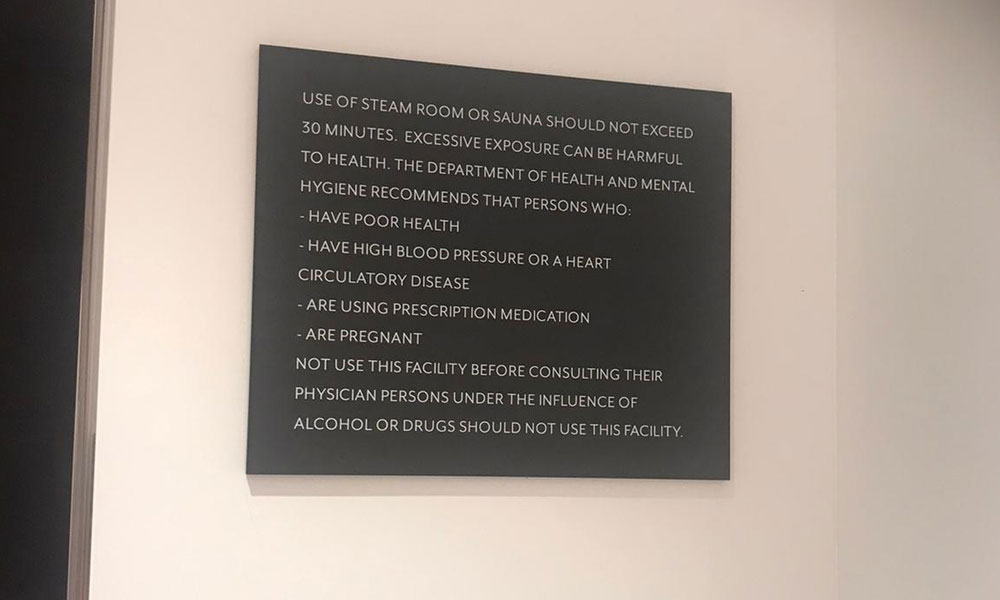 USE OF STEAM ROOM OR SAUNA SHOULD NOT EXCEED
30 MINUTES. EXCESSIVE EXPOSURE CAN BE HARMFUL
TO HEALTH. THE DEPARTMENT OF HEALTH AND MENTAL
HYGIENE RECOMMENDS THAT PERSONS WHO:
- HAVE POOR HEALTH
- HAVE HIGH BLOOD PRESSURE OR A HEART
CIRCULATORY DISEASE
- ARE USING PRESCRIPTION MEDICATION
- ARE PREGNANT
NOT USE THIS FACILITY BEFORE CONSULTING THEIR
PHYSICIAN PERSONS UNDER THE INFLUENCE OF
ALCOHOL OR DRUGS SHOULD NOT USE THIS FACILITY.